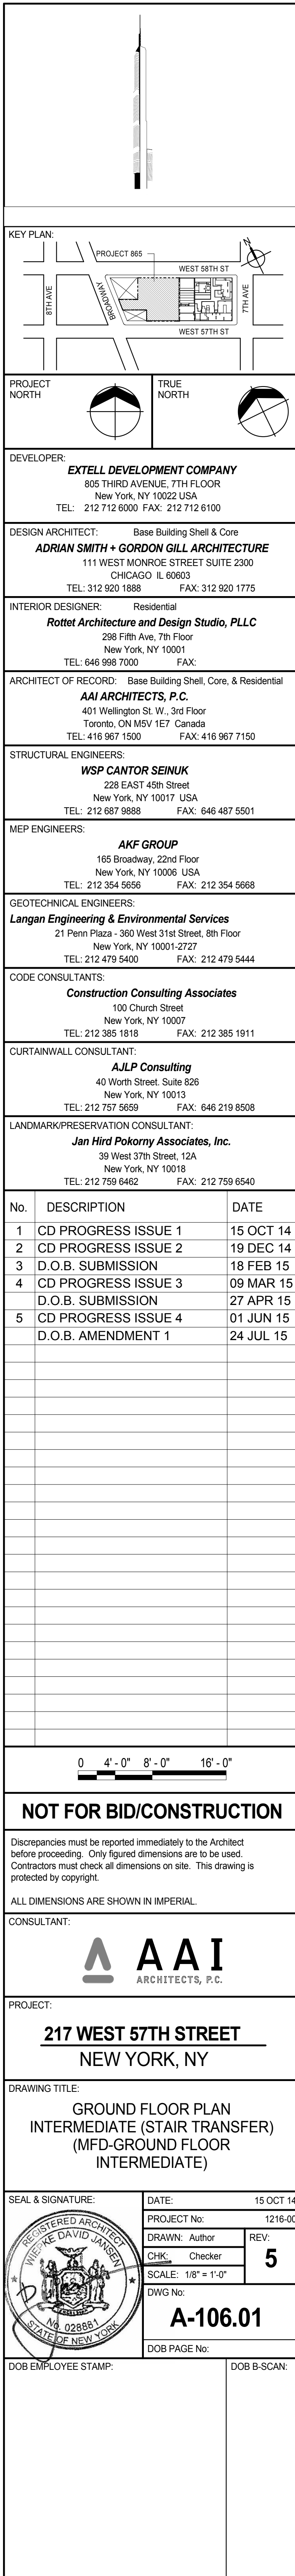 KEY PLAN:
N
PROJECT 865
WEST 58TH ST
8TH AVE
BROADWAY
7TH AVE
WEST 57TH ST
PROJECT
NORTH
TRUE
NORTH
DEVELOPER:
EXTELL DEVELOPMENT COMPANY
805 THIRD AVENUE, 7TH FLOOR
New York, NY 10022 USA
TEL: 212 712 6000 FAX: 212 712 6100
DESIGN ARCHITECT: Base Building Shell & Core
ADRIAN SMITH + GORDON GILL ARCHITECTURE
111 WEST MONROE STREET SUITE 2300
CHICAGO IL 60603
TEL: 312 920 1888 FAX: 312 920 1775
INTERIOR DESIGNER: Residential
Rottet Architecture and Design Studio, PLLC
298 Fifth Ave, 7th Floor
New York, NY 10001
TEL: 646 998 7000 FAX:
ARCHITECT OF RECORD: Base Building Shell, Core, & Residential
AAI ARCHITECTS, P.C.
401 Wellington St. W., 3rd Floor
Toronto, ON M5V 1E7 Canada
TEL: 416 967 1500 FAX: 416 967 7150
STRUCTURAL ENGINEERS:
WSP CANTOR SEINUK
228 EAST 45th Street
New York, NY 10017 USA
TEL: 212 687 9888 FAX: 646 487 5501
MEP ENGINEERS:
AKF GROUP
165 Broadway, 22nd Floor
New York, NY 10006 USA
TEL: 212 354 5656 FAX: 212 354 5668
GEOTECHNICAL ENGINEERS:
Langan Engineering & Environmental Services
21 Penn Plaza - 360 West 31st Street, 8th Floor
New York, NY 10001-2727
TEL: 212 479 5400 FAX: 212 479 5444
CODE CONSULTANTS:
Construction Consulting Associates
100 Church Street
New York, NY 10007
TEL: 212 385 1818 FAX: 212 385 1911
CURTAINWALL CONSULTANT:
AJLP Consulting
40 Worth Street. Suite 826
New York, NY 10013
TEL: 212 757 5659 FAX: 646 219 8508
LANDMARK/PRESERVATION CONSULTANT:
Jan Hird Pokorny Associates, Inc.
39 West 37th Street, 12A
New York, NY 10018
TEL: 212 759 6462 FAX: 212 759 6540
No. DESCRIPTION DATE
1 CD PROGRESS ISSUE 1 15 OCT 14
2 CD PROGRESS ISSUE 2 19 DEC 14
3 D.O.B. SUBMISSION 18 FEB 15
4 CD PROGRESS ISSUE 3 09 MAR 15
D.O.B. SUBMISSION 27 APR 15
5 CD PROGRESS ISSUE 4 01 JUN 15
D.O.B. AMENDMENT 1 24 JUL 15
0 4' - 0" 8' - 0" 16' - 0"
NOT FOR BID/CONSTRUCTION
Discrepancies must be reported immediately to the Architect
before proceeding. Only figured dimensions are to be used.
Contractors must check all dimensions on site. This drawing is
protected by copyright.
ALL DIMENSIONS ARE SHOWN IN IMPERIAL.
CONSULTANT:
AAI
ARCHITECTS, P.C.
PROJECT:
217 WEST 57TH STREET
NEW YORK, NY
DRAWING TITLE:
GROUND FLOOR PLAN
INTERMEDIATE (STAIR TRANSFER)
(MFD-GROUND FLOOR
INTERMEDIATE)
SEAL & SIGNATURE:
REGISTERED ARCHITECT
WIEPKE DAVID JANSEN
No. 028881
STATE OF NEW YORK
DATE: 15 OCT 14
PROJECT No: 1216-00
DRAWN: Author
REV:
5
CHK: Checker
SCALE: 1/8" = 1'-0"
DWG No:
A-106.01
DOB PAGE No:
DOB EMPLOYEE STAMP:
DOB B-SCAN: